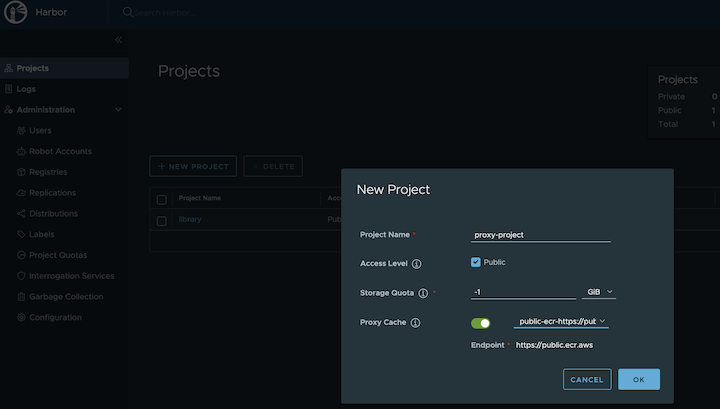 Harbor
Search Harbor...
Projects
Logs
Administration
Users
Robot Accounts
Registries
Replications
Distributions
Labels
Project Quotas
Interrogation Services
Garbage Collection
Configuration
Projects
Projects
Private 0
Public 1
Total 1
+ NEW PROJECT
× DELETE
Project Name
Acce
library
Pub
New Project
Project Name *
proxy-project
Access Level
Public
Storage Quota *
-1
GiB
Proxy Cache
public-ecr-https://put
Endpoint * https://public.ecr.aws
CANCEL
OK